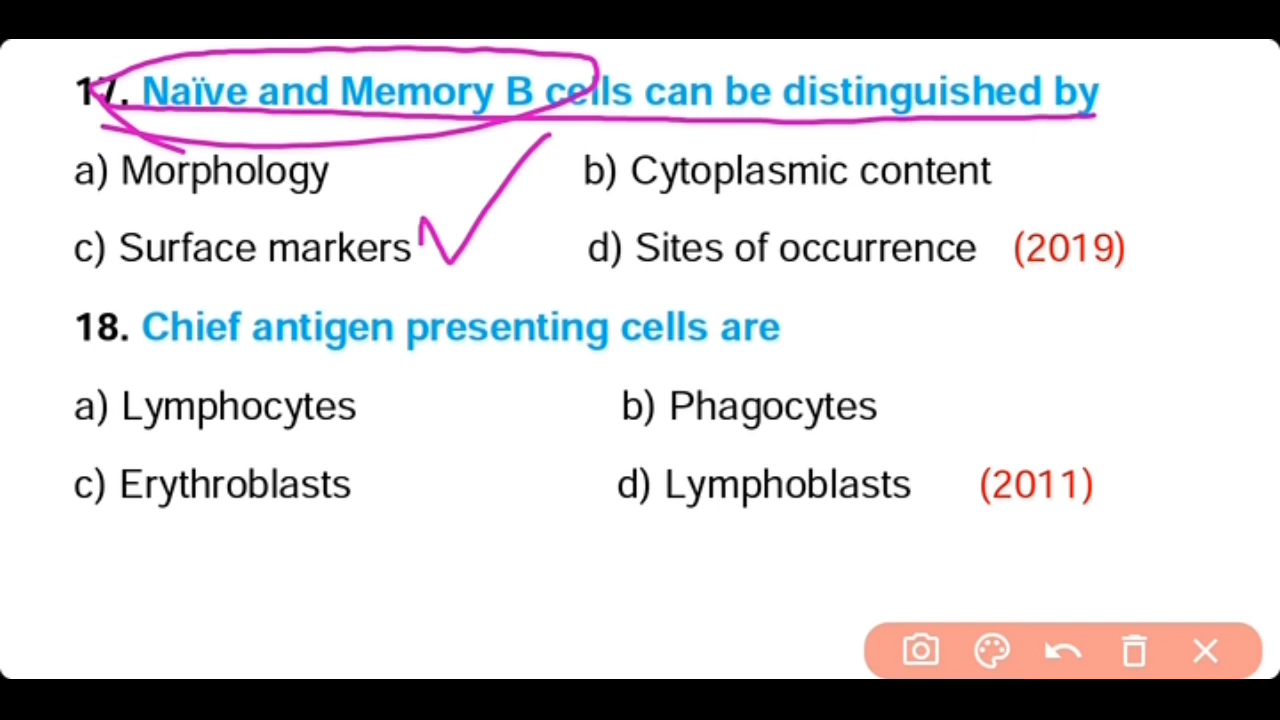 17. Naïve and Memory B cells can be distinguished by
a) Morphology b) Cytoplasmic content
c) Surface markers d) Sites of occurrence (2019)
18. Chief antigen presenting cells are
a) Lymphocytes b) Phagocytes
c) Erythroblasts d) Lymphoblasts (2011)